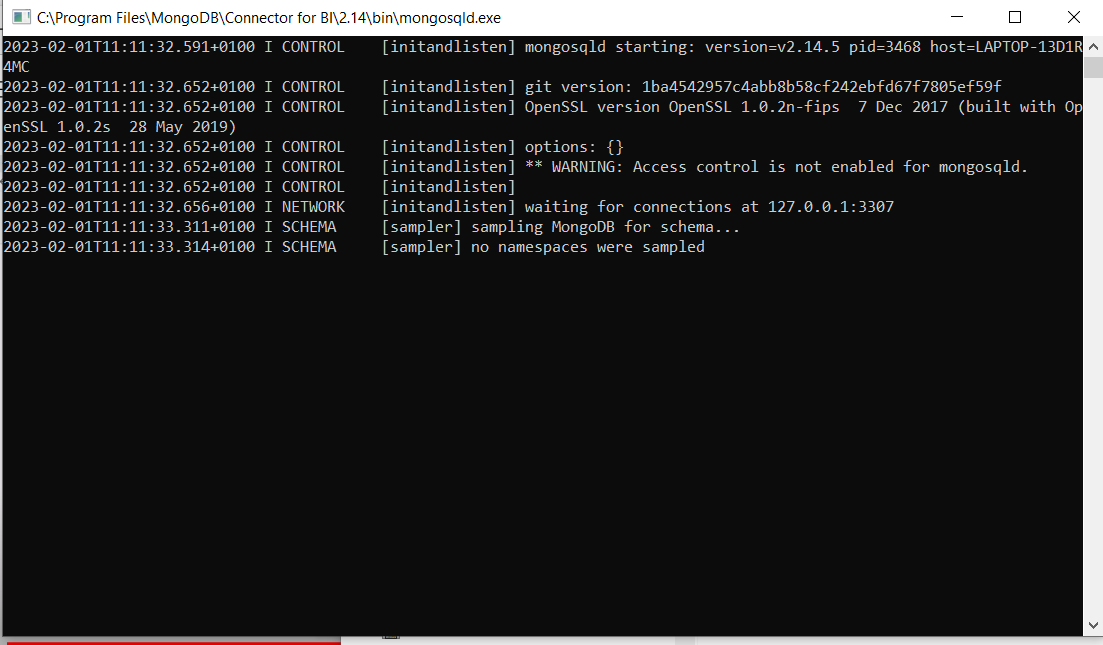 C:\Program Files\MongoDB\Connector for BI\2.14\bin\mongosqld.exe
2023-02-01T11:11:32.591+0100 I CONTROL    [initandlisten] mongosqld starting: version=v2.14.5 pid=3468 host=LAPTOP-13D1R
4MC
2023-02-01T11:11:32.652+0100 I CONTROL    [initandlisten] git version: 1ba4542957c4abb8b58cf242ebfd67f7805ef59f
2023-02-01T11:11:32.652+0100 I CONTROL    [initandlisten] OpenSSL version OpenSSL 1.0.2n-fips  7 Dec 2017 (built with Op
enSSL 1.0.2s  28 May 2019)
2023-02-01T11:11:32.652+0100 I CONTROL    [initandlisten] options: {}
2023-02-01T11:11:32.652+0100 I CONTROL    [initandlisten] ** WARNING: Access control is not enabled for mongosqld.
2023-02-01T11:11:32.652+0100 I CONTROL    [initandlisten]
2023-02-01T11:11:32.656+0100 I NETWORK    [initandlisten] waiting for connections at 127.0.0.1:3307
2023-02-01T11:11:33.311+0100 I SCHEMA     [sampler] sampling MongoDB for schema...
2023-02-01T11:11:33.314+0100 I SCHEMA     [sampler] no namespaces were sampled